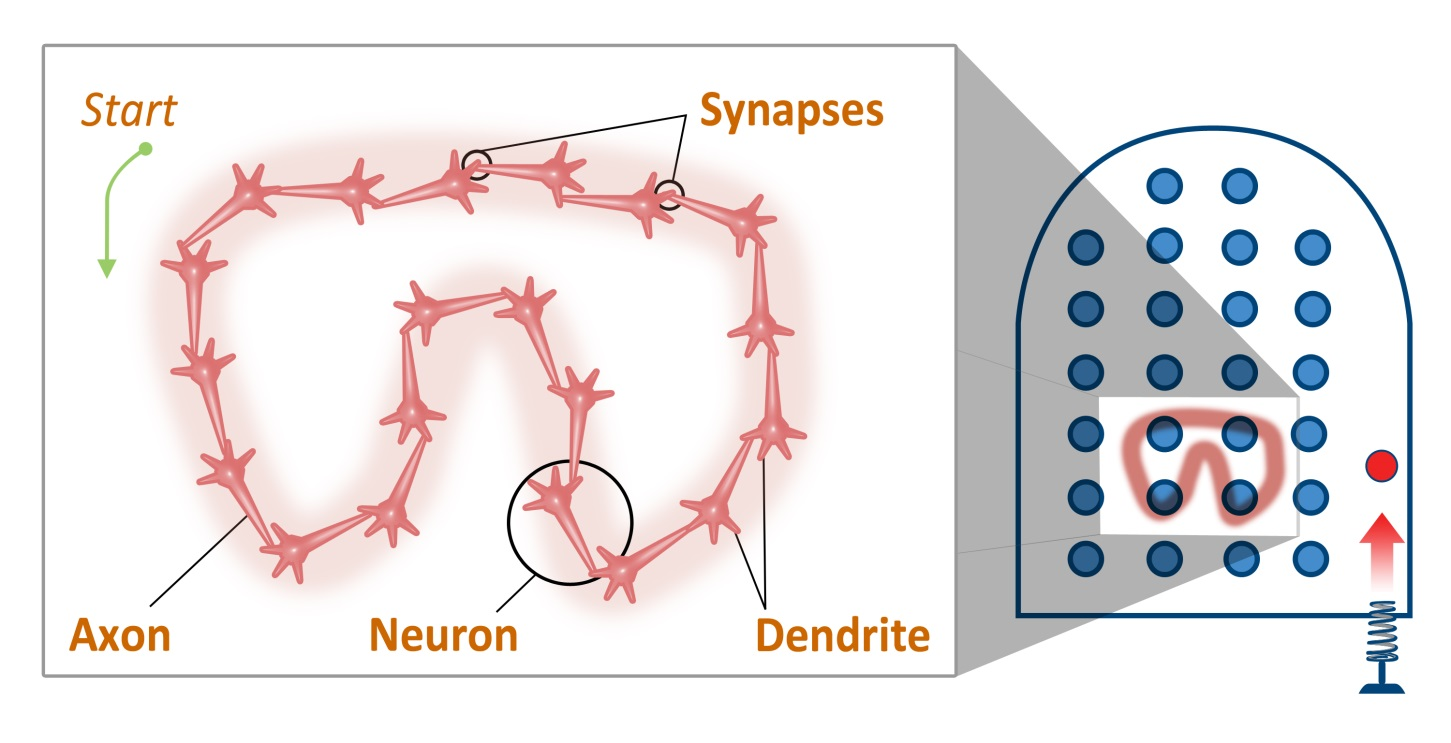 Start
Synapses
Axon
Neuron
Dendrite